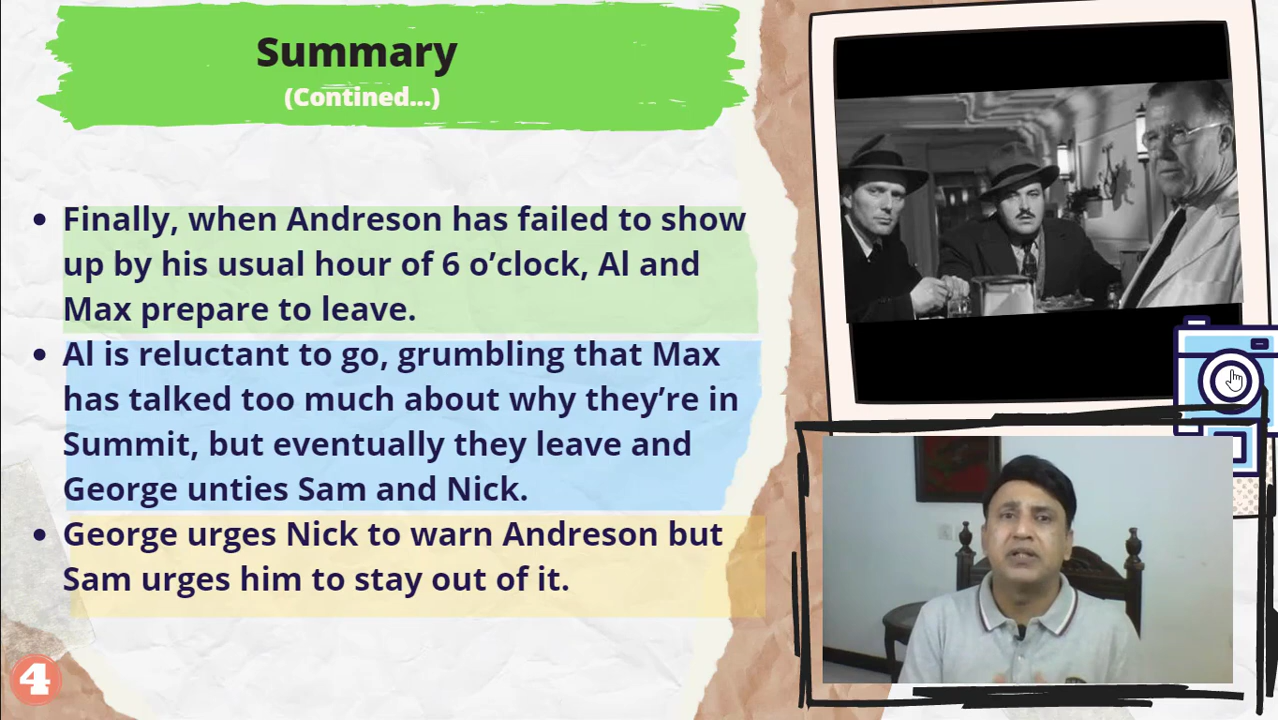 Summary
(Contined...)
• Finally, when Andreson has failed to show
up by his usual hour of 6 o’clock, Al and
Max prepare to leave.
• Al is reluctant to go, grumbling that Max
has talked too much about why they’re in
Summit, but eventually they leave and
George unties Sam and Nick.
• George urges Nick to warn Andreson but
Sam urges him to stay out of it.
4